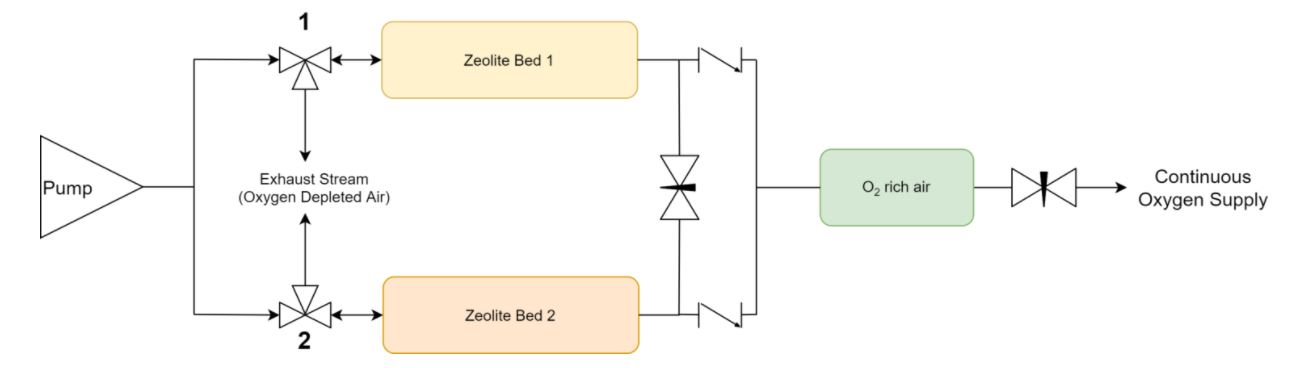 1
Zeolite Bed 1
Pump
Exhaust Stream
(Oxygen Depleted Air)
O₂ rich air
Continuous
Oxygen Supply
Zeolite Bed 2
2